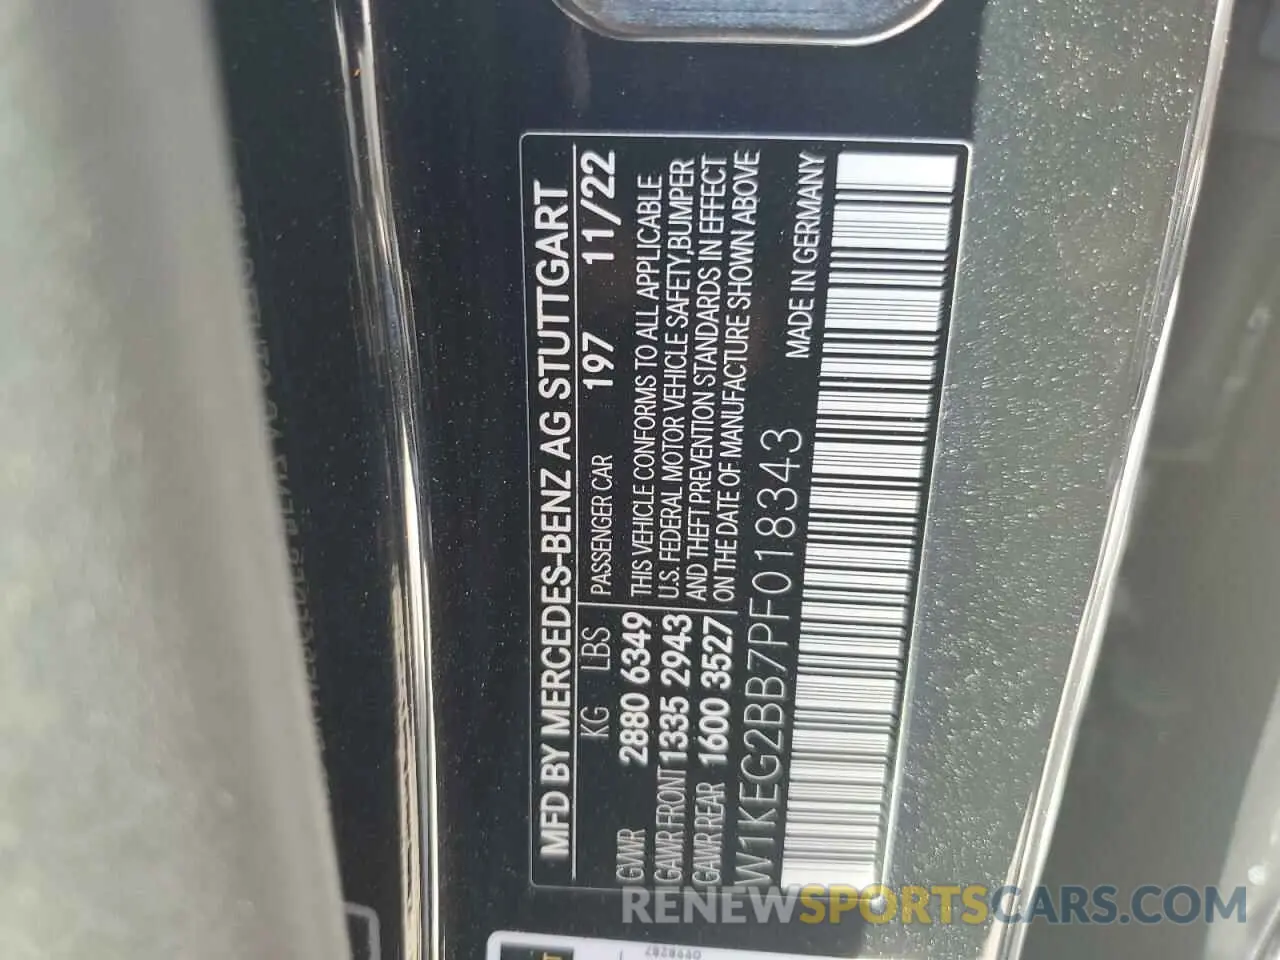 MFD BY MERCEDES-BENZ AG STUTTGART
KG LBS PASSENGER CAR 197 11/22
GVWR 2880 6349
GAWR FRONT 1335 2943
GAWR REAR 1600 3527
THIS VEHICLE CONFORMS TO ALL APPLICABLE
U.S. FEDERAL MOTOR VEHICLE SAFETY,BUMPER
AND THEFT PREVENTION STANDARDS IN EFFECT
ON THE DATE OF MANUFACTURE SHOWN ABOVE
W1KEG2BB7PF018343 MADE IN GERMANY
RENEWSPORTSCARS.COM